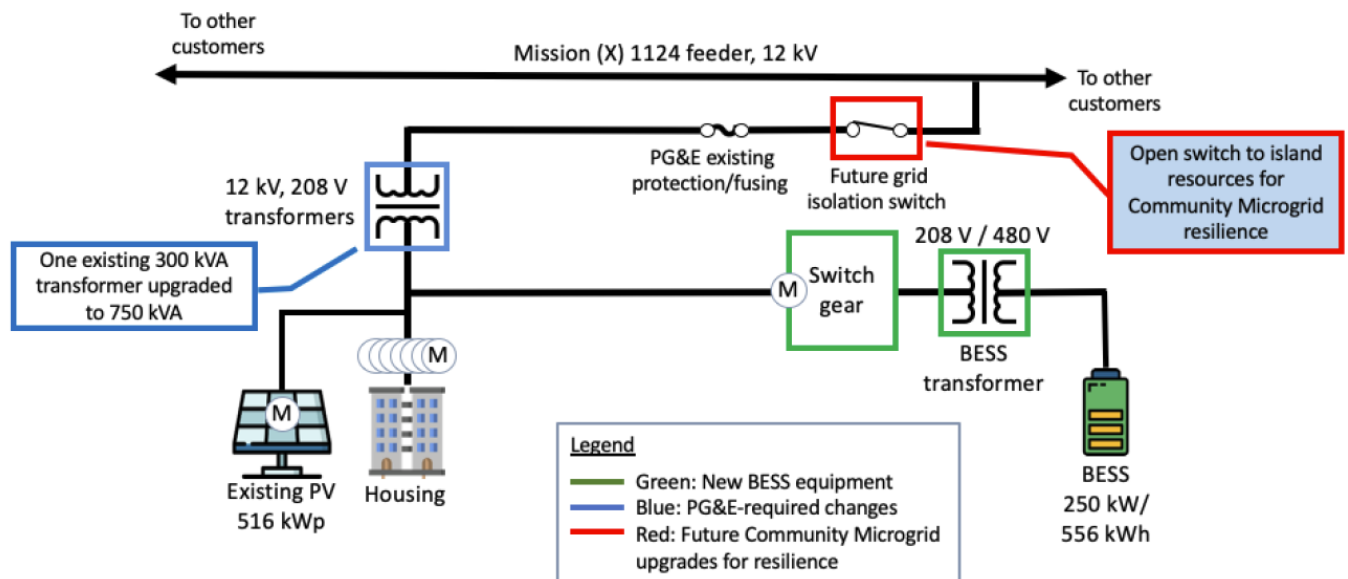 To other
customers
Mission (X) 1124 feeder, 12 kV
To other
customers
PG&E existing
protection/fusing
Future grid
isolation switch
Open switch to island
resources for
Community Microgrid
resilience
12 kV, 208 V
transformers
One existing 300 kVA
transformer upgraded
to 750 kVA
208 V / 480 V
M
Switch
gear
BESS
transformer
M
M
Existing PV
516 kWp
Housing
BESS
250 kW/
556 kWh
Legend
Green: New BESS equipment
Blue: PG&E-required changes
Red: Future Community Microgrid
upgrades for resilience